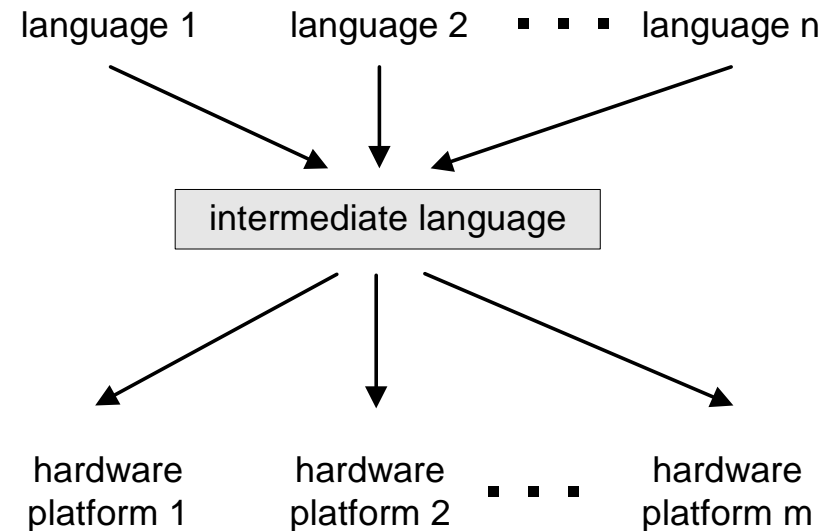 language 1
language 2
▪ ▪ ▪
language n
intermediate language
hardware
platform 1
hardware
platform 2
▪ ▪ ▪
hardware
platform m